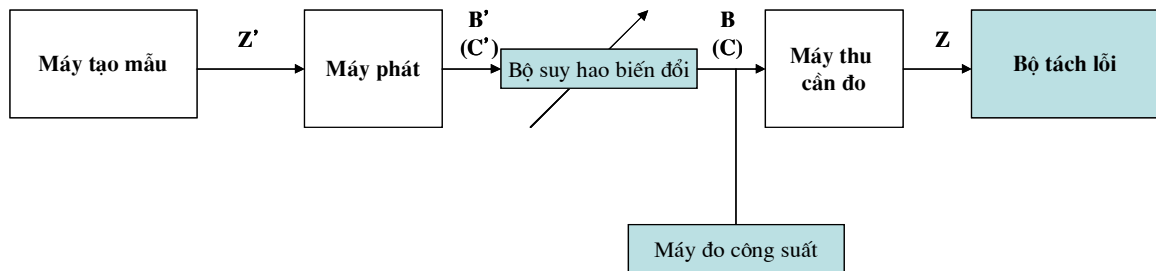 Máy tạo mẫu
Z'
Máy phát
B'
(C')
Bộ suy hao biến đổi
B
(C)
Máy thu
cần đo
Z
Bộ tách lỗi
Máy đo công suất